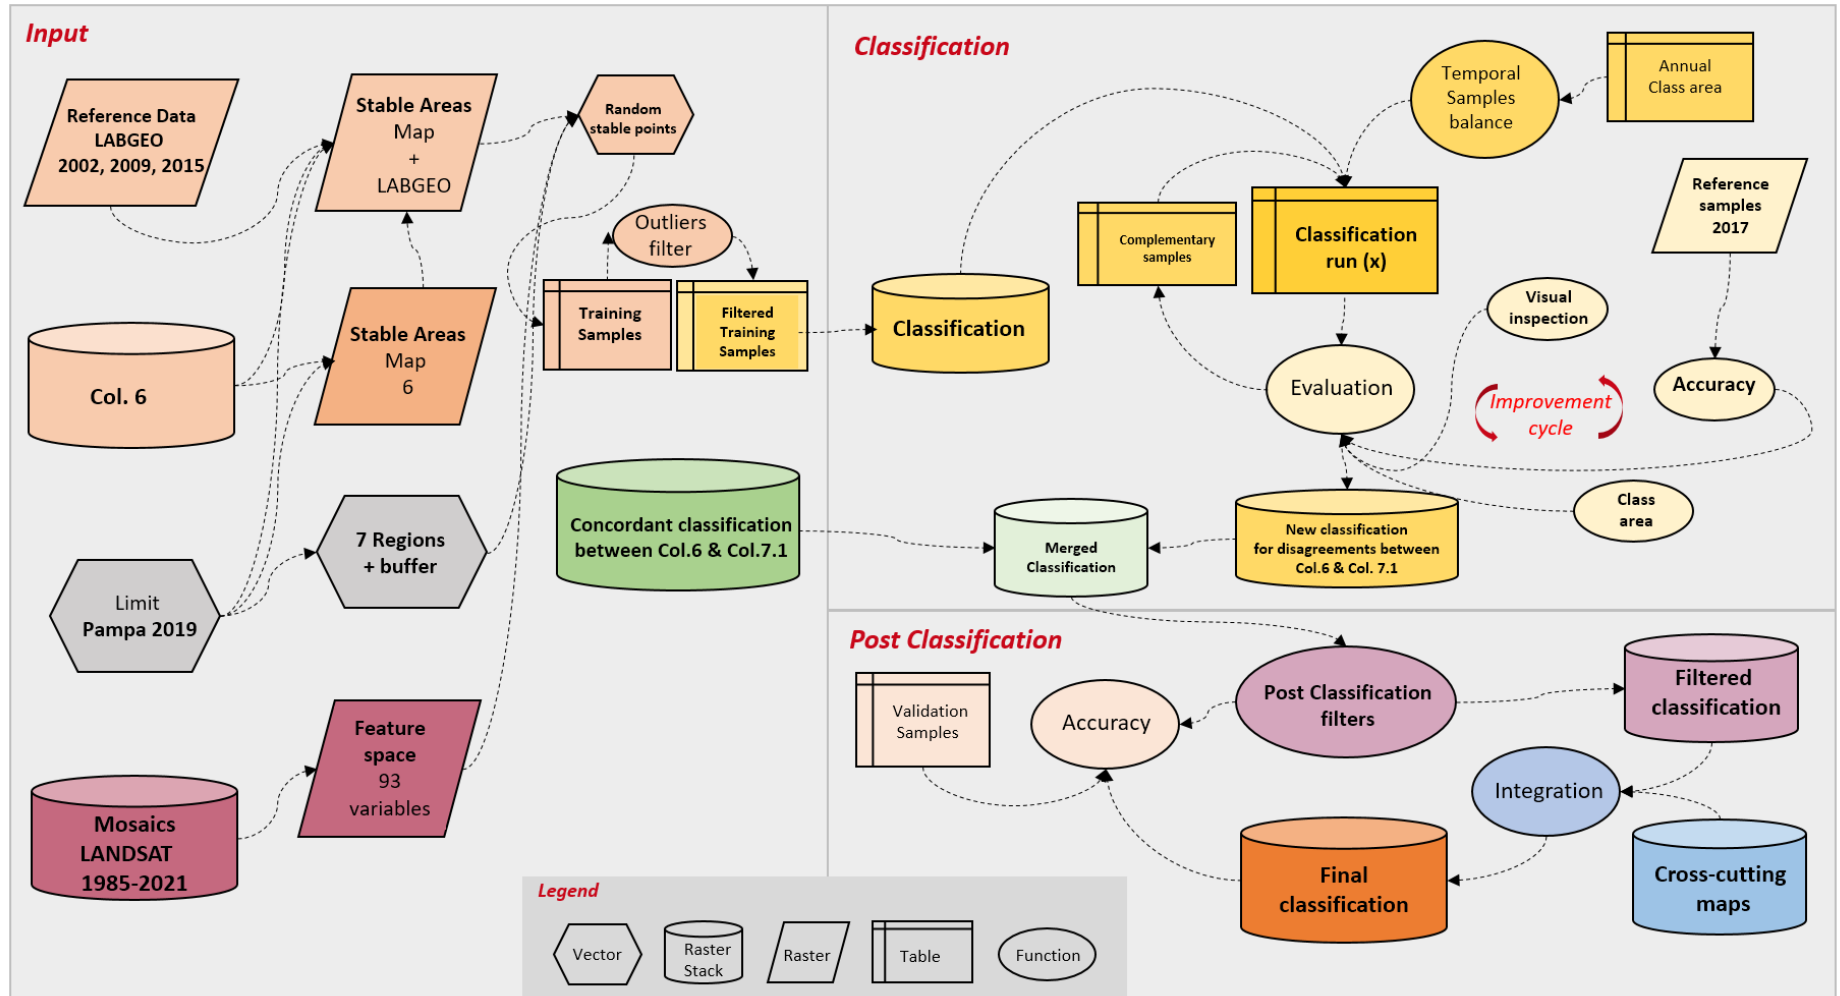 Input
Reference Data
LABGEO
2002, 2009, 2015
Stable Areas
Map
+
LABGEO
Random
stable points
Outliers
filter
Training
Samples
Filtered
Training
Samples
Col. 6
Stable Areas
Map
6
Concordant classification
between Col.6 & Col.7.1
7 Regions
+ buffer
Limit
Pampa 2019
Feature
space
93
variables
Mosaics
LANDSAT
1985-2021
Classification
Temporal
Samples
balance
Annual
Class area
Complementary
samples
Classification
run (x)
Reference
samples
2017
Classification
Visual
inspection
Evaluation
Improvement
cycle
Accuracy
Class
area
Merged
Classification
New classification
for disagreements between
Col.6 & Col. 7.1
Post Classification
Validation
Samples
Accuracy
Post Classification
filters
Filtered
classification
Integration
Final
classification
Cross-cutting
maps
Legend
Vector
Raster
Stack
Raster
Table
Function